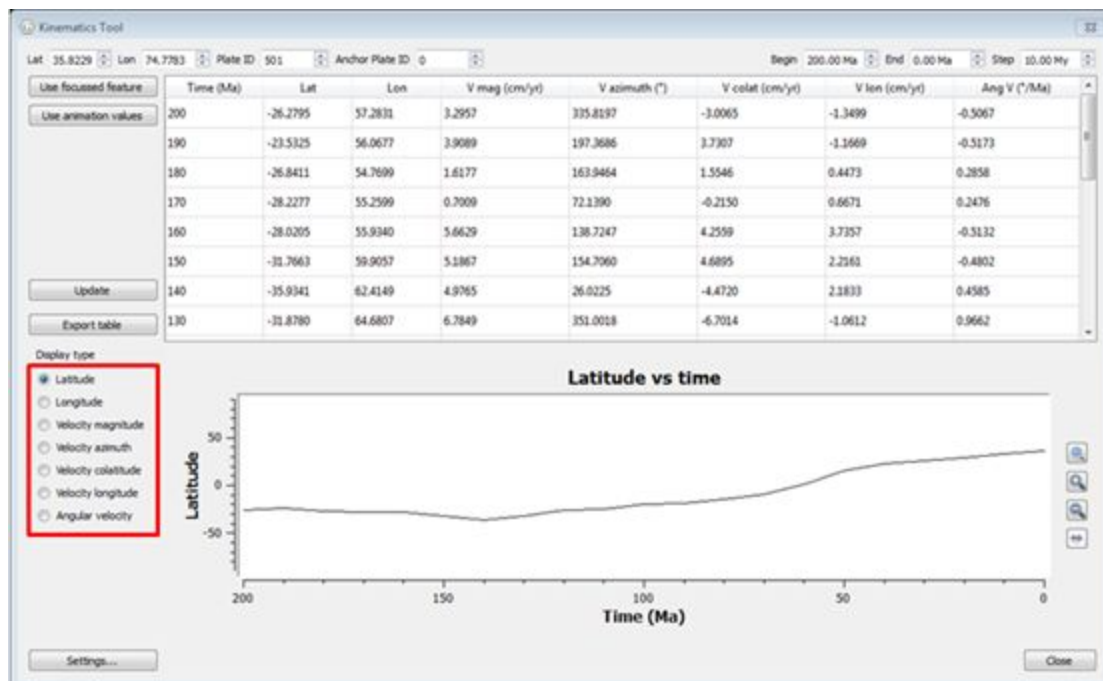 Kinematics Tool
Lat 35.8229 Lon 74.7783 Plate ID 501 Anchor Plate ID 0 Begin 200.00 Ma End 0.00 Ma Step 10.00 My
Use focussed feature
Use animation values
Time (Ma) Lat Lon V mag (cm/yr) V azimuth (°) V colat (cm/yr) V lon (cm/yr) Ang V (°/Ma)
200 -26.2795 57.2831 3.2957 335.8197 -3.0065 -1.3499 -0.5067
190 -23.5325 56.0677 3.9089 197.3686 3.7307 -1.1669 -0.5173
180 -26.8411 54.7699 1.6177 163.9464 1.5546 0.4473 0.2858
170 -28.2277 55.2599 0.7009 72.1390 -0.2150 0.6671 0.2476
160 -28.0205 55.9340 5.6629 138.7247 4.2559 3.7357 -0.5132
150 -31.7663 59.9057 5.1867 154.7060 4.6895 2.2161 -0.4802
140 -35.9341 62.4149 4.9765 26.0225 -4.4720 2.1833 0.4585
130 -31.8780 64.6807 6.7849 351.0018 -6.7014 -1.0612 0.9662
Update
Export table
Display type
Latitude
Longitude
Velocity magnitude
Velocity azimuth
Velocity colatitude
Velocity longitude
Angular velocity
Latitude vs time
Latitude
50
0
-50
200 150 100 50 0
Time (Ma)
Settings...
Close